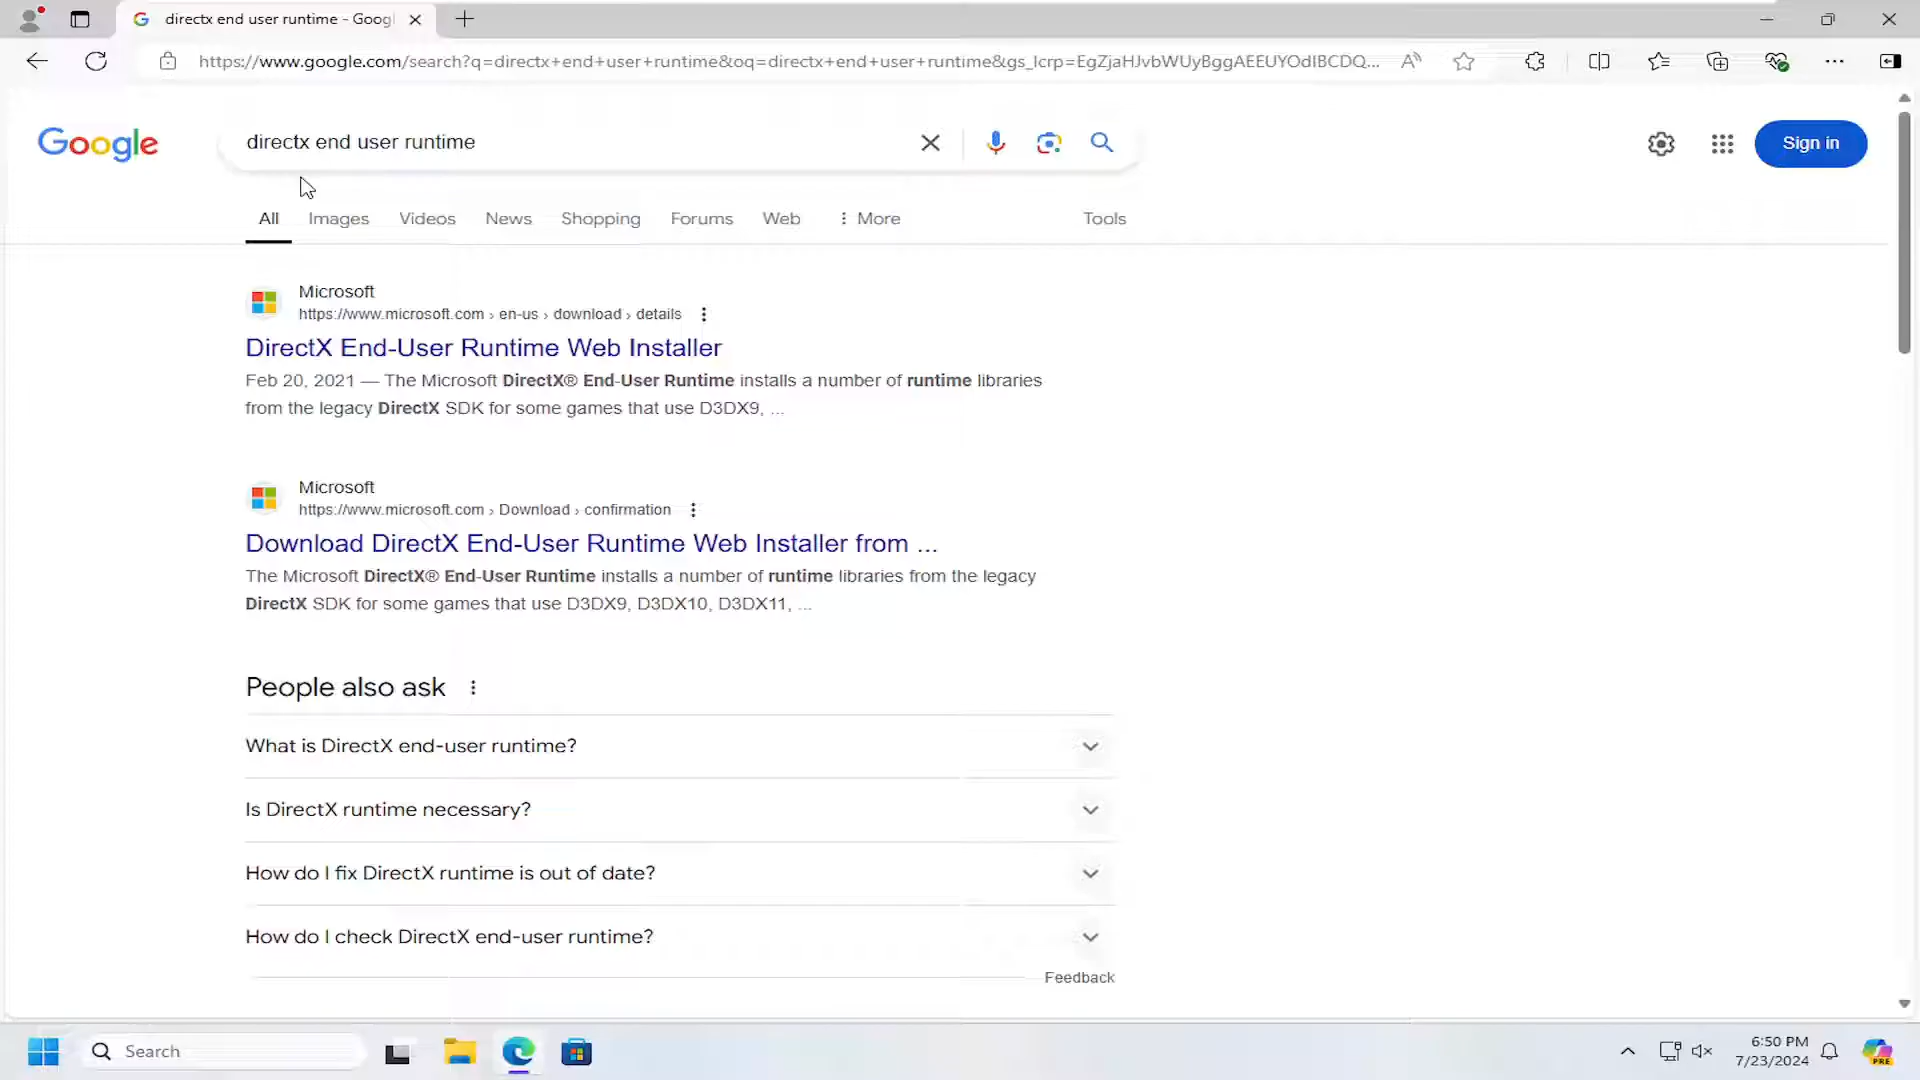 directx end user runtime - Googl
https://www.google.com/search?q=directx+end+user+runtime&oq=directx+end+user+runtime&gs_lcrp=EgZjaHJvbWUyBggAEEUYOdIBCDQ...
Google
directx end user runtime
Sign in
All Images Videos News Shopping Forums Web More Tools
Microsoft
https://www.microsoft.com › en-us › download › details
DirectX End-User Runtime Web Installer
Feb 20, 2021 — The Microsoft DirectX® End-User Runtime installs a number of runtime libraries
from the legacy DirectX SDK for some games that use D3DX9, ...
Microsoft
https://www.microsoft.com › Download › confirmation
Download DirectX End-User Runtime Web Installer from ...
The Microsoft DirectX® End-User Runtime installs a number of runtime libraries from the legacy
DirectX SDK for some games that use D3DX9, D3DX10, D3DX11, ...
People also ask
What is DirectX end-user runtime?
Is DirectX runtime necessary?
How do I fix DirectX runtime is out of date?
How do I check DirectX end-user runtime?
Feedback
Search
6:50 PM
7/23/2024
PRE